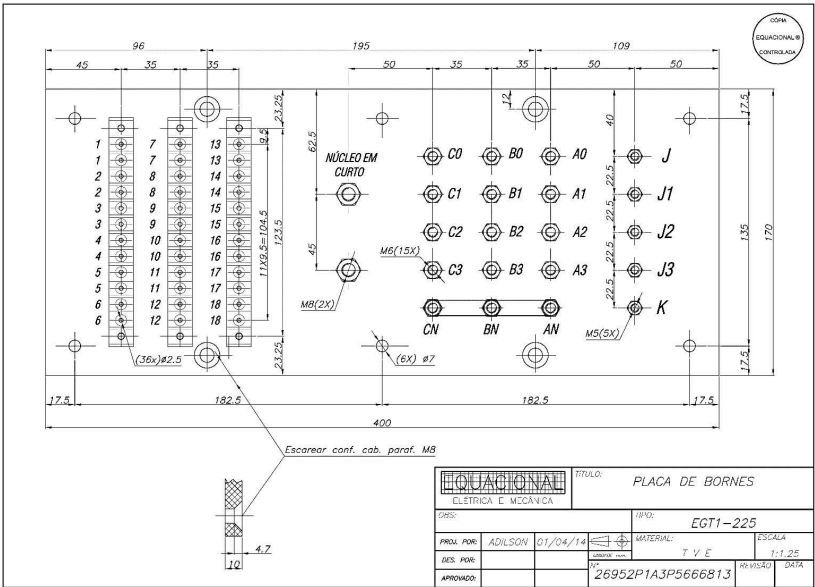 CÓPIA
EQUACIONAL®
CONTROLADA
96 195 109
45 35 35 50 35 35 50 50
23.25
9.5
11X9.5=104.5
123.5
23.25
62.5
45
12
40
22.5
22.5
22.5
22.5
17.5
135
17.5
170
1 7 13
1 7 13
2 8 14
2 8 14
3 9 15
3 9 15
4 10 16
4 10 16
5 11 17
5 11 17
6 12 18
6 12 18
(36x)ø2.5
NÚCLEO EM
CURTO
M8(2X)
M6(15X)
C0 B0 A0 J
C1 B1 A1 J1
C2 B2 A2 J2
C3 B3 A3 J3
K
CN BN AN
M5(5X)
(6X) ø7
17.5 182.5 182.5 17.5
400
Escarear conf. cab. paraf. M8
4.7
10
EQUACIONAL
ELÉTRICA E MECÂNICA
TÍTULO:
PLACA DE BORNES
OBS:
TIPO:
EGT1-225
PROJ. POR: ADILSON 01/04/14
MATERIAL:
T V E
ESCALA
1:1.25
DES. POR:
APROVADO:
Nº
26952P1A3P5666813
REVISÃO DATA